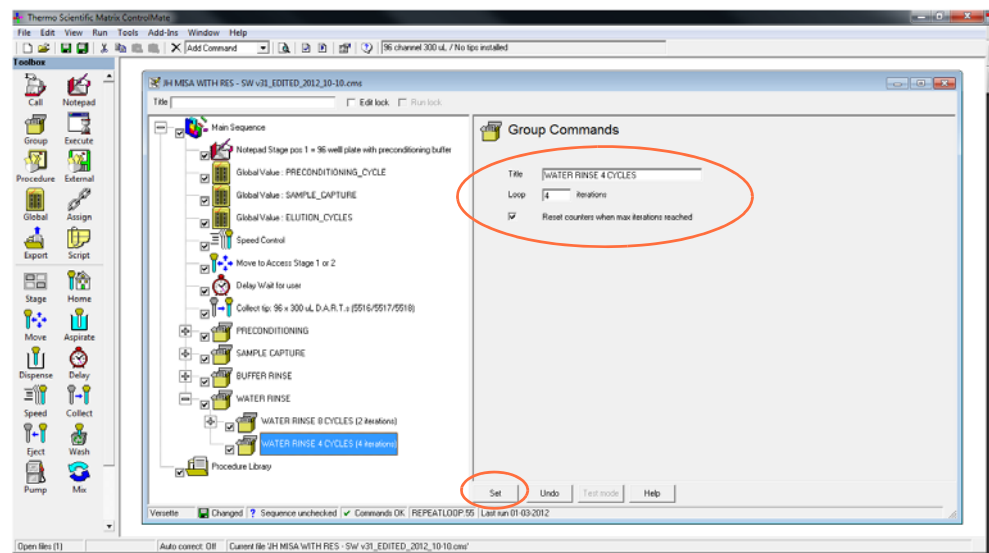 Thermo Scientific Matrix ControlMate
File Edit View Run Tools Add-Ins Window Help
Add Command
96 channel 300 uL / No tips installed
Toolbox
Call Notepad
Group Execute
Procedure External
Global Assign
Export Script
Stage Home
Move Aspirate
Dispense Delay
Speed Collect
Eject Wash
Pump Mix
JH MISA WITH RES - SW v31_EDITED_2012_10-10.cms
Title Edit lock Run lock
Main Sequence
Notepad Stage pos 1 = 96 well plate with preconditioning buffer
Global Value : PRECONDITIONING_CYCLE
Global Value : SAMPLE_CAPTURE
Global Value : ELUTION_CYCLES
Speed Control
Move to Access Stage 1 or 2
Delay Wait for user
Collect tip: 96 x 300 uL D.A.R.T.s (5516/5517/5518)
PRECONDITIONING
SAMPLE CAPTURE
BUFFER RINSE
WATER RINSE
WATER RINSE 8 CYCLES (2 iterations)
WATER RINSE 4 CYCLES (4 iterations)
Procedure Library
Group Commands
Title WATER RINSE 4 CYCLES
Loop 4 iterations
Reset counters when max iterations reached
Set Undo Text mode Help
Versette Changed ? Sequence unchecked Commands OK REPEATLOOP:55 Last run 01-03-2012
Open files (1) Auto correct: Off Current file 'JH MISA WITH RES - SW v31_EDITED_2012_10-10.cms'